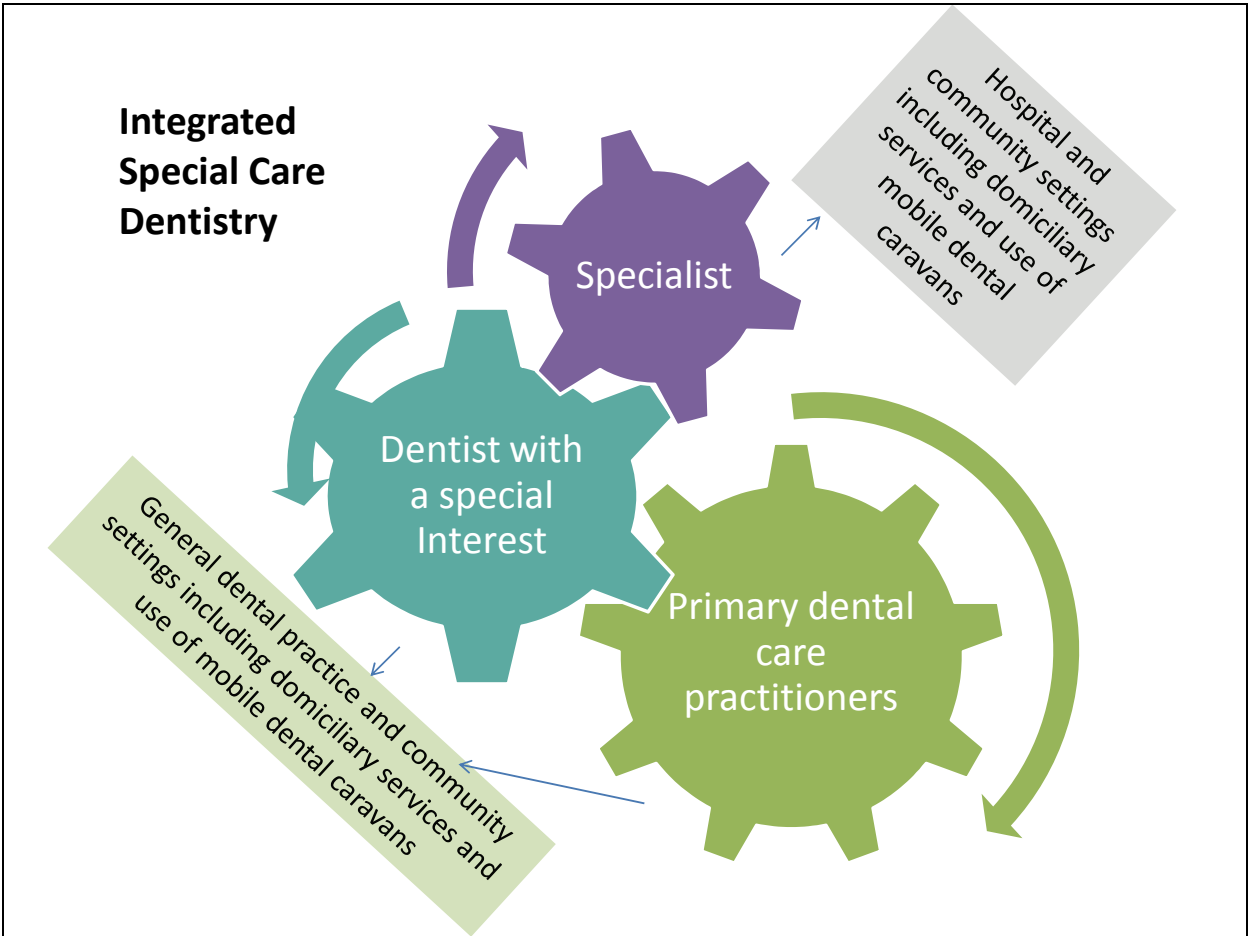 Integrated
Special Care
Dentistry
Hospital and
community settings
including domiciliary
services and use of
mobile dental
caravans
Specialist
Dentist with
a special
Interest
Primary dental
care
practitioners
General dental practice and community
settings including domiciliary services and
use of mobile dental caravans